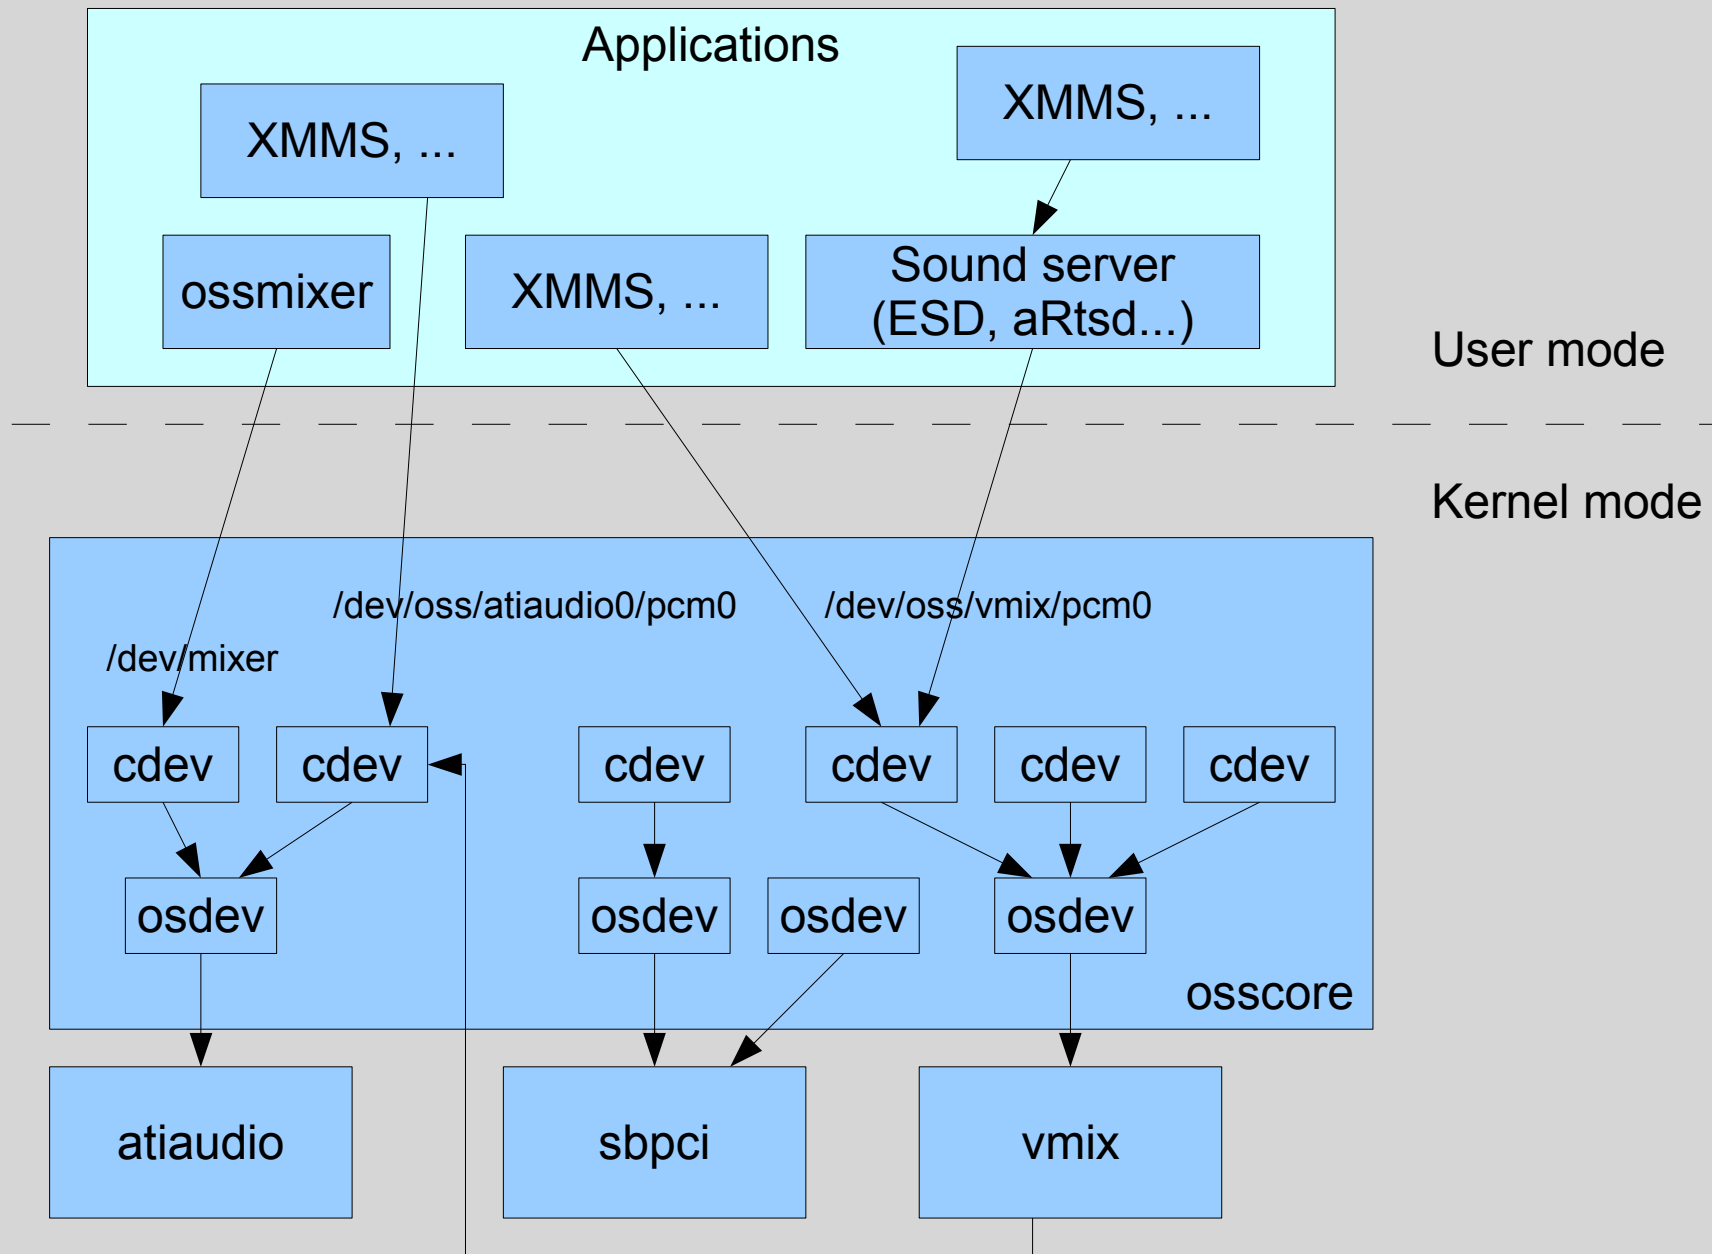 Applications
XMMS, ...
XMMS, ...
ossmixer
XMMS, ...
Sound server
(ESD, aRtsd...)
User mode
Kernel mode
/dev/oss/atiaudio0/pcm0
/dev/oss/vmix/pcm0
/dev/mixer
cdev
cdev
cdev
cdev
cdev
cdev
osdev
osdev
osdev
osdev
osscore
atiaudio
sbpci
vmix